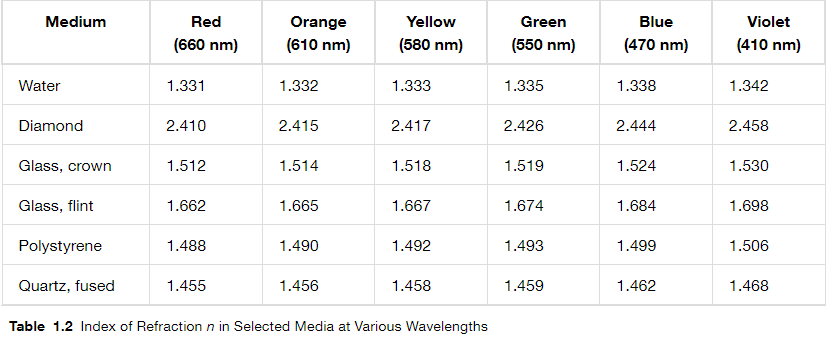 Medium Red (660 nm) Orange (610 nm) Yellow (580 nm) Green (550 nm) Blue (470 nm) Violet (410 nm)
Water 1.331 1.332 1.333 1.335 1.338 1.342
Diamond 2.410 2.415 2.417 2.426 2.444 2.458
Glass, crown 1.512 1.514 1.518 1.519 1.524 1.530
Glass, flint 1.662 1.665 1.667 1.674 1.684 1.698
Polystyrene 1.488 1.490 1.492 1.493 1.499 1.506
Quartz, fused 1.455 1.456 1.458 1.459 1.462 1.468
Table 1.2 Index of Refraction n in Selected Media at Various Wavelengths